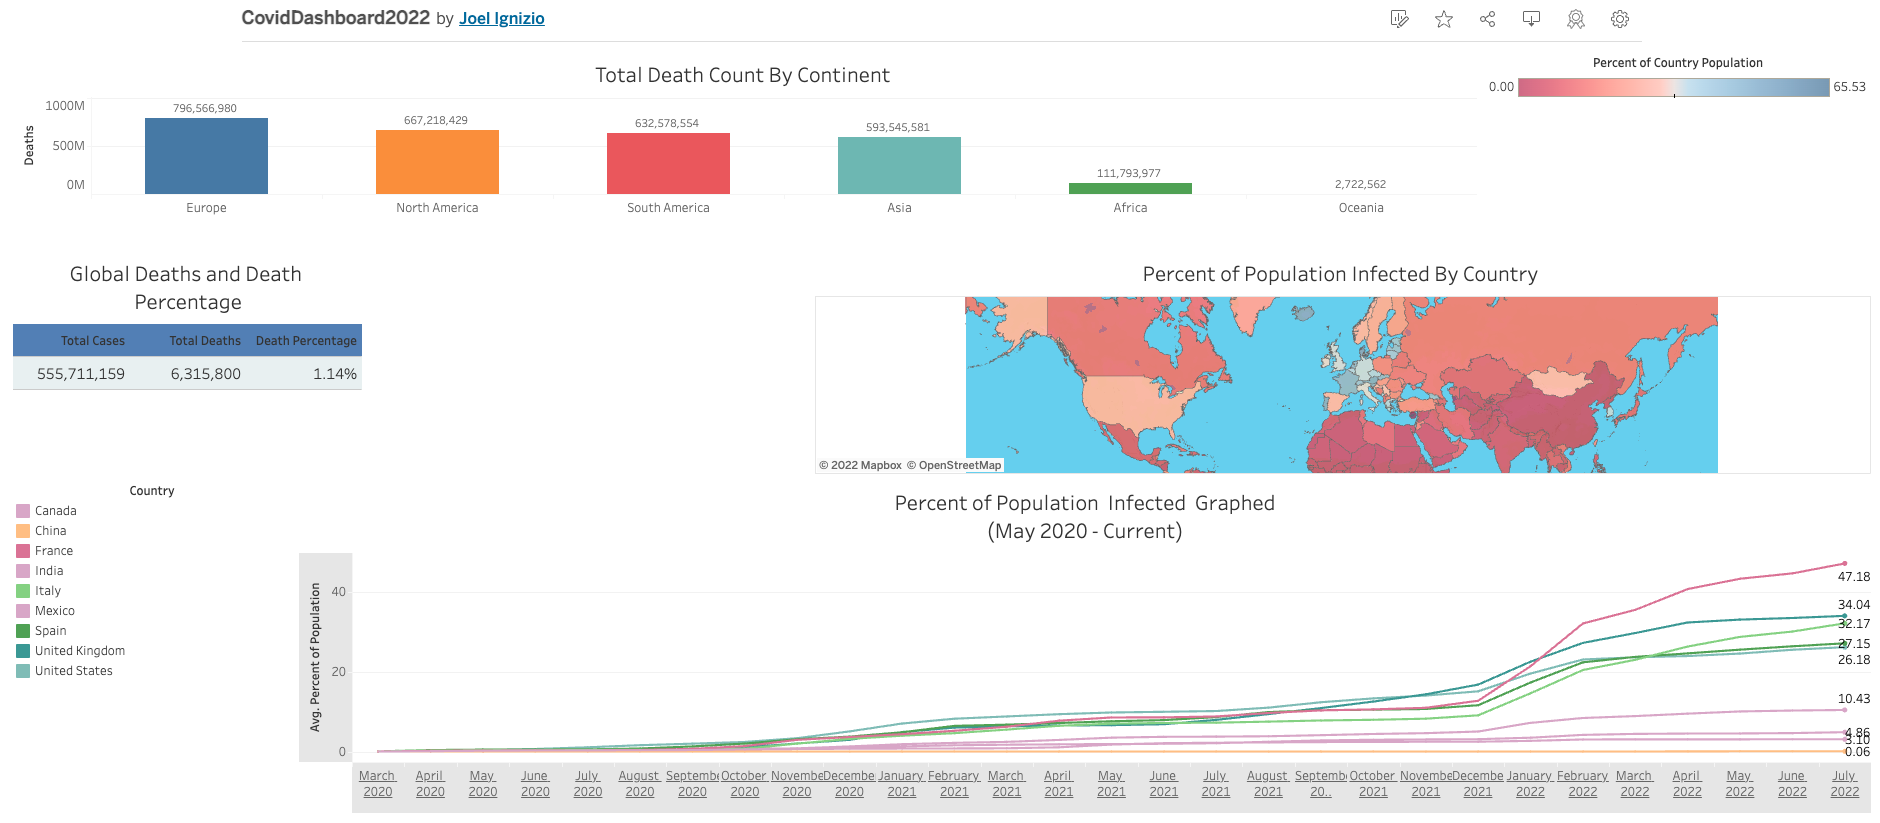 CovidDashboard2022 by Joel Ignizio
Total Death Count By Continent
Percent of Country Population
0.00
65.53
Deaths
1000M
500M
0M
796,566,980
667,218,429
632,578,554
593,545,581
111,793,977
2,722,562
Europe
North America
South America
Asia
Africa
Oceania
Global Deaths and Death
Percentage
Total Cases Total Deaths Death Percentage
555,711,159 6,315,800 1.14%
Percent of Population Infected By Country
© 2022 Mapbox © OpenStreetMap
Country
Canada
China
France
India
Italy
Mexico
Spain
United Kingdom
United States
Percent of Population Infected Graphed
(May 2020 - Current)
Avg. Percent of Population
40
20
0
47.18
34.04
32.17
27.15
26.18
10.43
4.86
3.10
0.06
March
2020
April
2020
May
2020
June
2020
July
2020
August
2020
Septemb
2020
October
2020
Novembe
2020
Decembe
2020
January
2021
February
2021
March
2021
April
2021
May
2021
June
2021
July
2021
August
2021
Septemb
20..
October
2021
Novembe
2021
Decembe
2021
January
2022
February
2022
March
2022
April
2022
May
2022
June
2022
July
2022